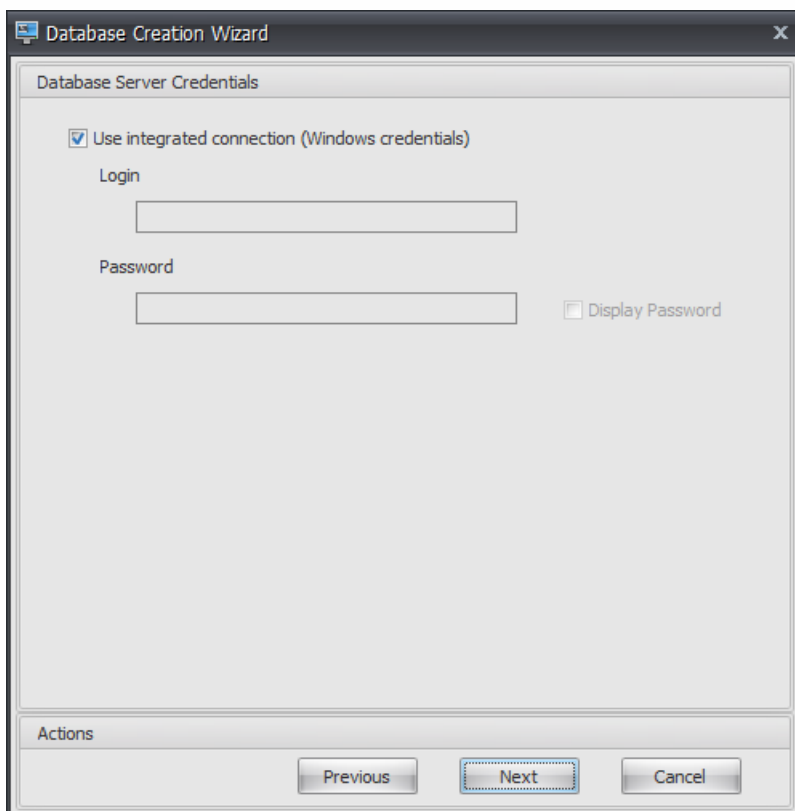 Database Creation Wizard
Database Server Credentials
Use integrated connection (Windows credentials)
Login
Password
Display Password
Actions
Previous Next Cancel